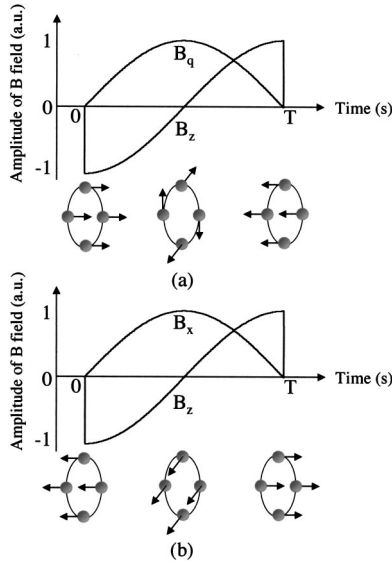 Amplitude of B field (a.u.)
1
0
-1
0
B_q
B_z
T
Time (s)
(a)
Amplitude of B field (a.u.)
1
0
-1
0
B_x
B_z
T
Time (s)
(b)